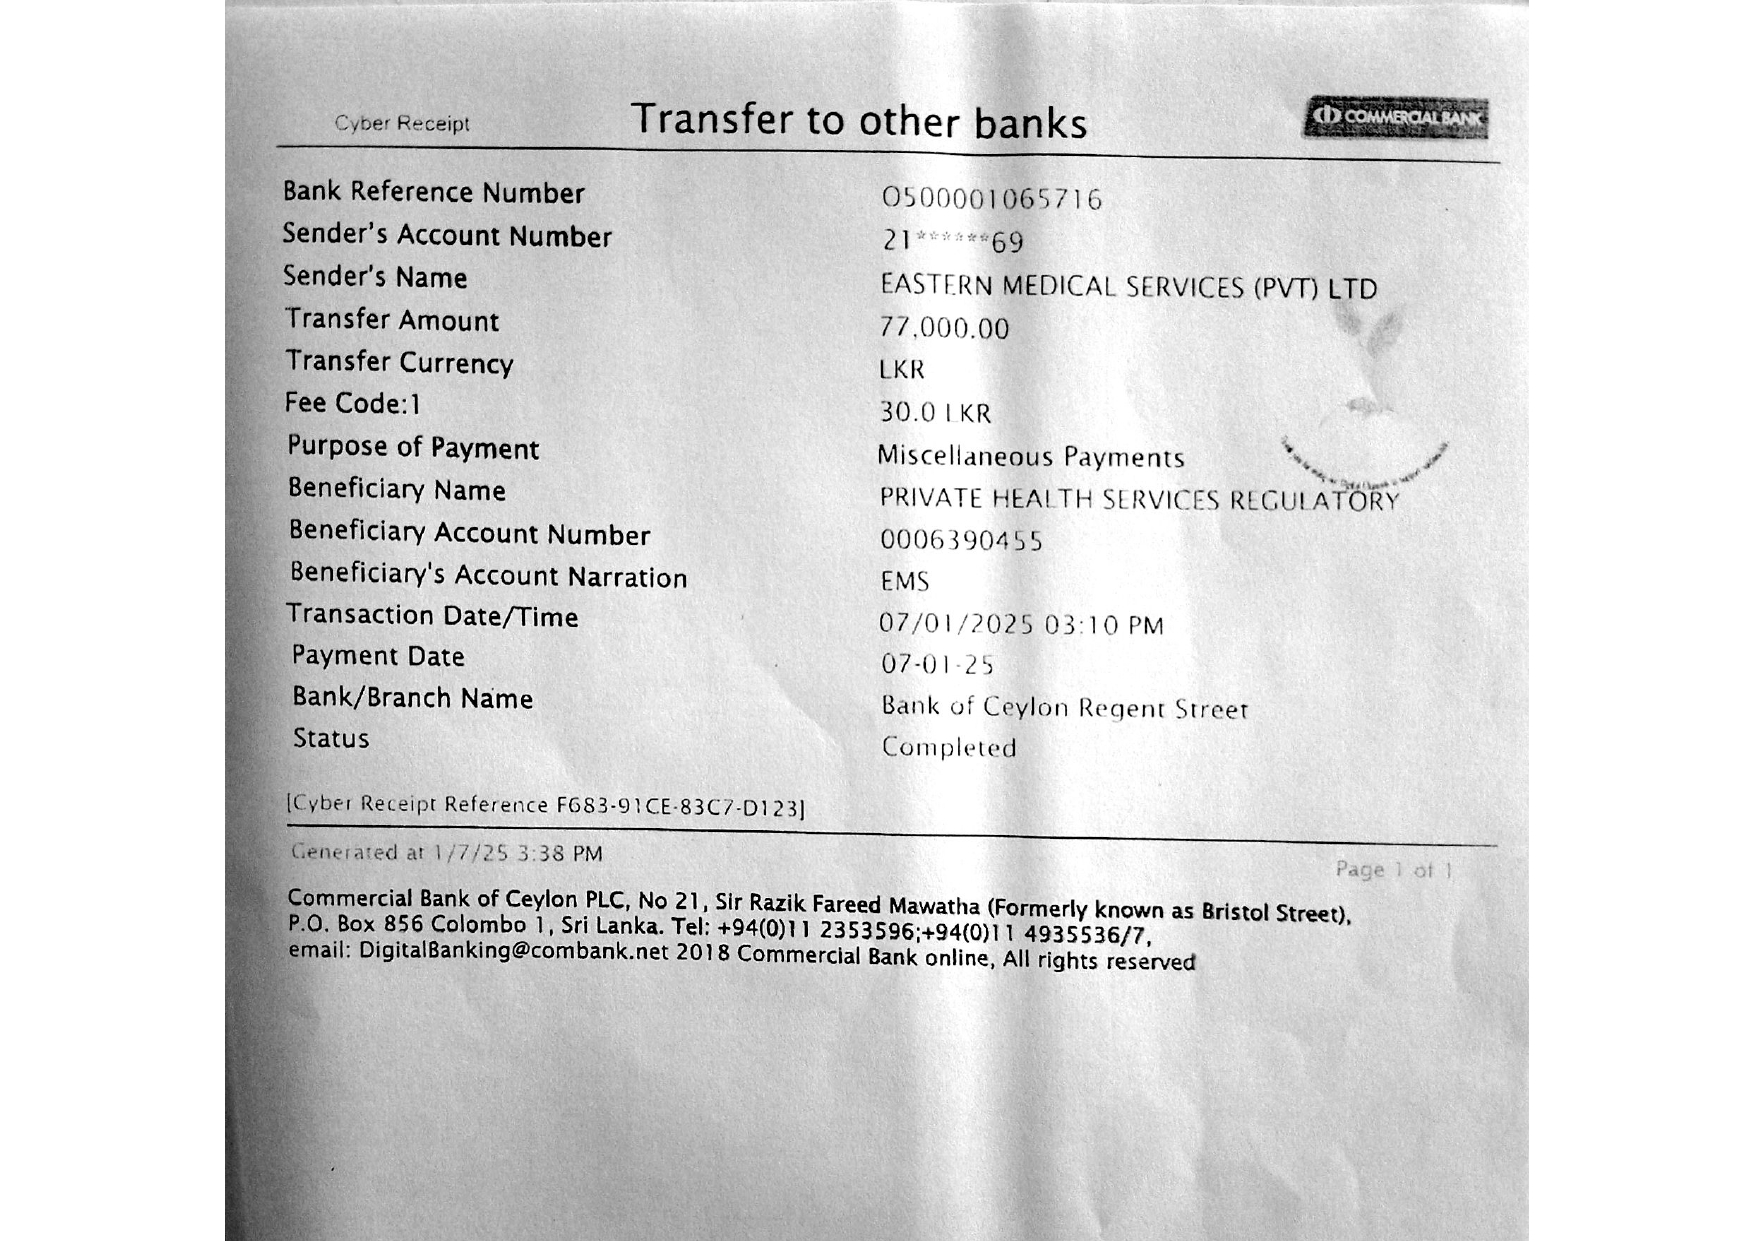 Cyber Receipt Transfer to other banks COMMERCIAL BANK
Bank Reference Number O500001065716
Sender's Account Number 21******69
Sender's Name EASTERN MEDICAL SERVICES (PVT) LTD
Transfer Amount 77,000.00
Transfer Currency LKR
Fee Code:1 30.0 LKR
Purpose of Payment Miscellaneous Payments
Beneficiary Name PRIVATE HEALTH SERVICES REGULATORY
Beneficiary Account Number 0006390455
Beneficiary's Account Narration EMS
Transaction Date/Time 07/01/2025 03:10 PM
Payment Date 07-01-25
Bank/Branch Name Bank of Ceylon Regent Street
Status Completed
[Cyber Receipt Reference F683-91CE-83C7-D123]
Generated at 1/7/25 3:38 PM
Page 1 of 1
Commercial Bank of Ceylon PLC, No 21, Sir Razik Fareed Mawatha (Formerly known as Bristol Street),
P.O. Box 856 Colombo 1, Sri Lanka. Tel: +94(0)11 2353596;+94(0)11 4935536/7,
email: DigitalBanking@combank.net 2018 Commercial Bank online, All rights reserved